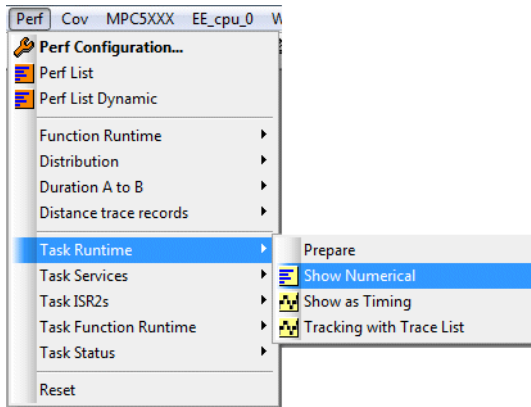 Perf Cov MPC5XXX EE_cpu_0
Perf Configuration...
Perf List
Perf List Dynamic
Function Runtime
Distribution
Duration A to B
Distance trace records
Task Runtime
Prepare
Task Services
Show Numerical
Task ISR2s
Show as Timing
Task Function Runtime
Tracking with Trace List
Task Status
Reset